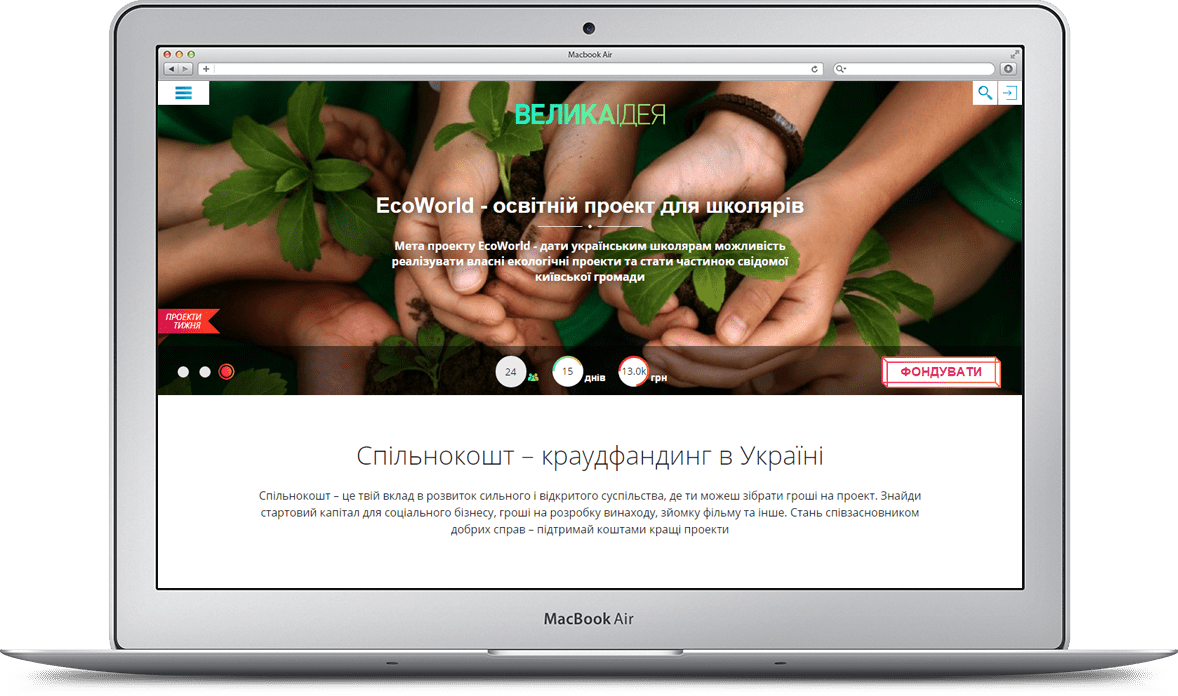 Macbook Air
ВЕЛИКАІДЕЯ
EcoWorld - освітній проект для школярів
Мета проекту EcoWorld - дати українським школярам можливість
реалізувати власні екологічні проекти та стати частиною свідомої
київської громади
ПРОЕКТИ
ТИЖНЯ
24
15 днів
13.0k грн
ФОНДУВАТИ
Спільнокошт – краудфандинг в Україні
Спільнокошт – це твій вклад в розвиток сильного і відкритого суспільства, де ти можеш зібрати гроші на проект. Знайди
стартовий капітал для соціального бізнесу, гроші на розробку винаходу, зйомку фільму та інше. Стань співзасновником
добрих справ – підтримай коштами кращі проекти
MacBook Air